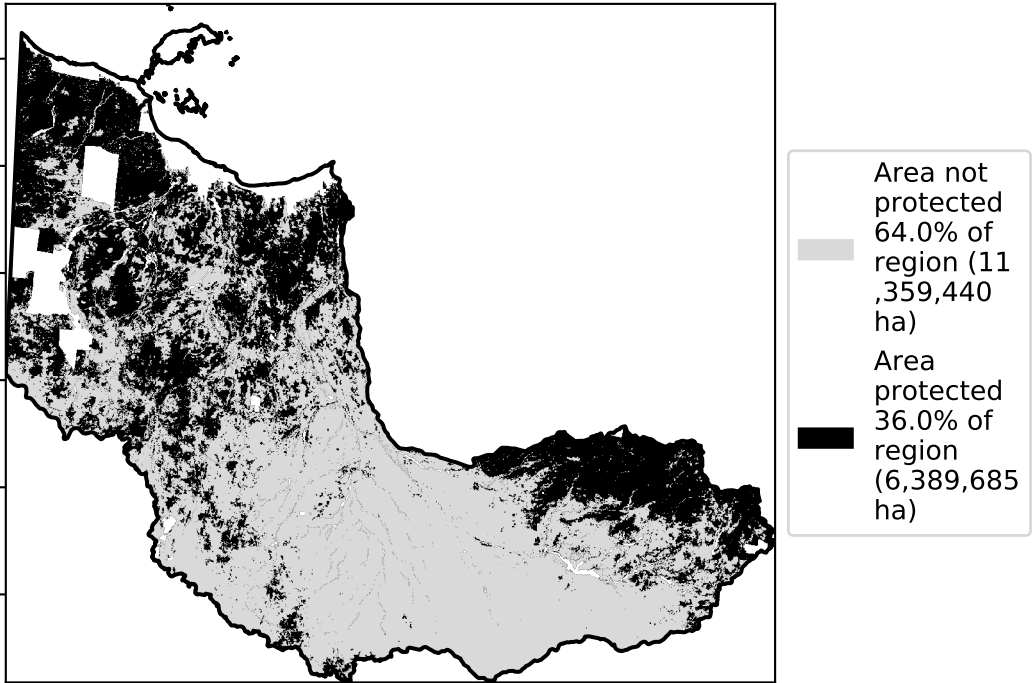 Area not
protected
64.0% of
region (11
,359,440
ha)
Area
protected
36.0% of
region
(6,389,685
ha)